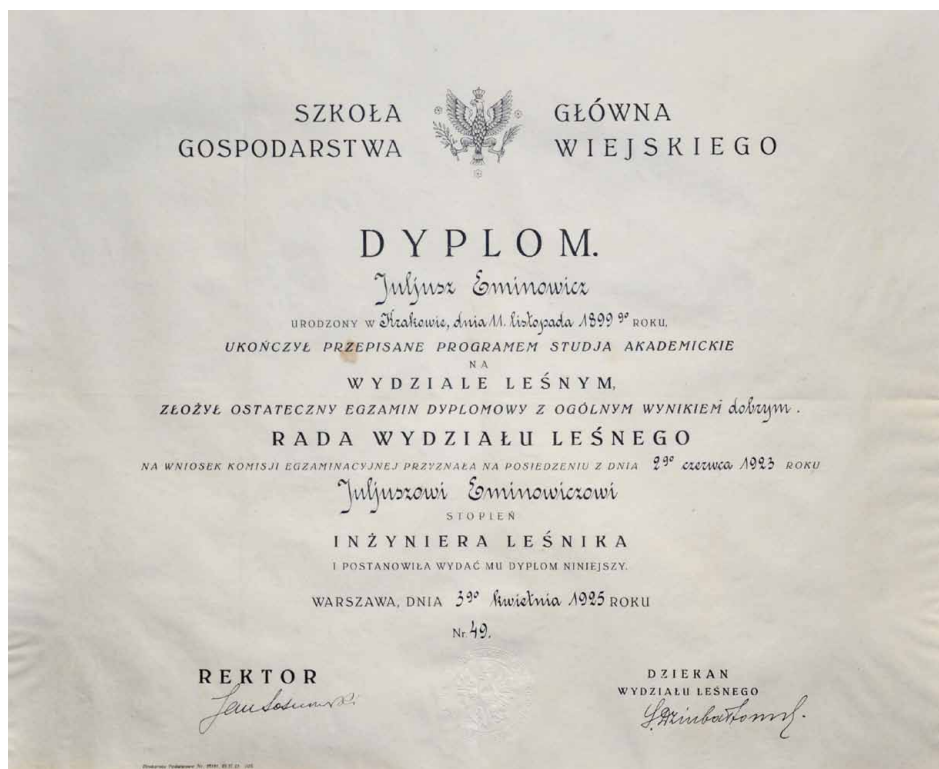 SZKOŁA GŁÓWNA
GOSPODARSTWA WIEJSKIEGO
DYPLOM.
Juljusz Eminowicz
URODZONY W Krakowie, dnia 11. listopada 1899 go ROKU,
UKOŃCZYŁ PRZEPISANE PROGRAMEM STUDJA AKADEMICKIE
NA
WYDZIALE LEŚNYM,
ZŁOŻYŁ OSTATECZNY EGZAMIN DYPLOMOWY Z OGÓLNYM WYNIKIEM dobrym.
RADA WYDZIAŁU LEŚNEGO
NA WNIOSEK KOMISJI EGZAMINACYJNEJ PRZYZNAŁA NA POSIEDZENIU Z DNIA 2go czerwca 1923 ROKU
Juljuszowi Eminowiczowi
STOPIEŃ
INŻYNIERA LEŚNIKA
I POSTANOWIŁA WYDAĆ MU DYPLOM NINIEJSZY.
WARSZAWA, DNIA 3go kwietnia 1925 ROKU
Nr. 49.
REKTOR
Jan Sosnowski
DZIEKAN
WYDZIAŁU LEŚNEGO